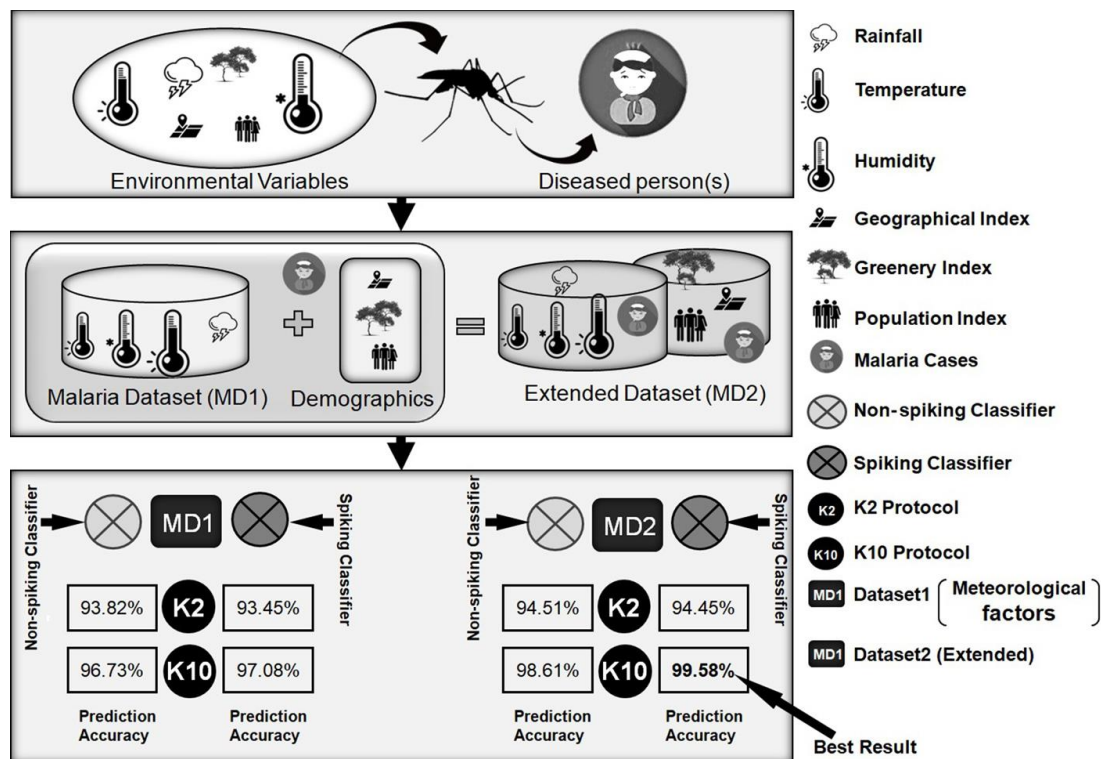 Environmental Variables
Diseased person(s)
Malaria Dataset (MD1)
Demographics
Extended Dataset (MD2)
Non-spiking Classifier
MD1
Spiking Classifier
93.82%
K2
93.45%
96.73%
K10
97.08%
Prediction
Accuracy
Prediction
Accuracy
Non-spiking Classifier
MD2
Spiking Classifier
94.51%
K2
94.45%
98.61%
K10
99.58%
Prediction
Accuracy
Prediction
Accuracy
Best Result
Rainfall
Temperature
Humidity
Geographical Index
Greenery Index
Population Index
Malaria Cases
Non-spiking Classifier
Spiking Classifier
K2 K2 Protocol
K10 K10 Protocol
MD1 Dataset1 Meteorological
factors
MD1 Dataset2 (Extended)